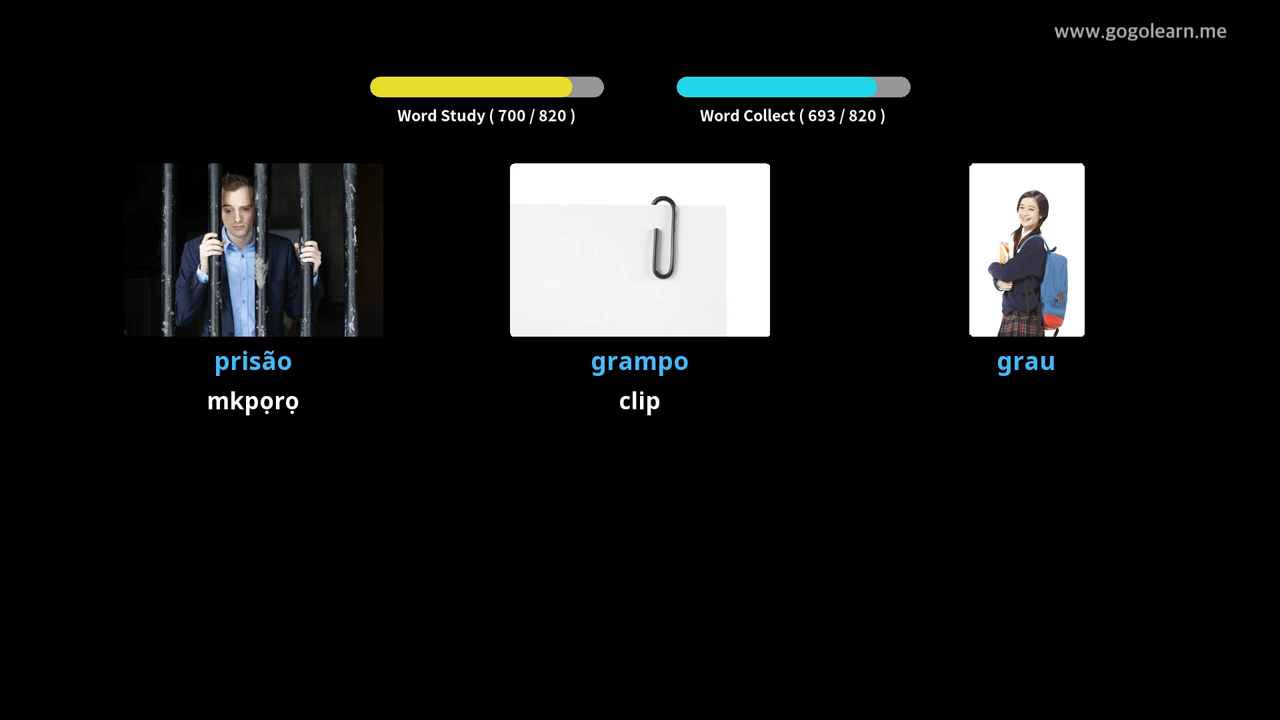 www.gogolearn.me
Word Study ( 700 / 820 )
Word Collect ( 693 / 820 )
prisão
grampo
grau
mkpọrọ
clip